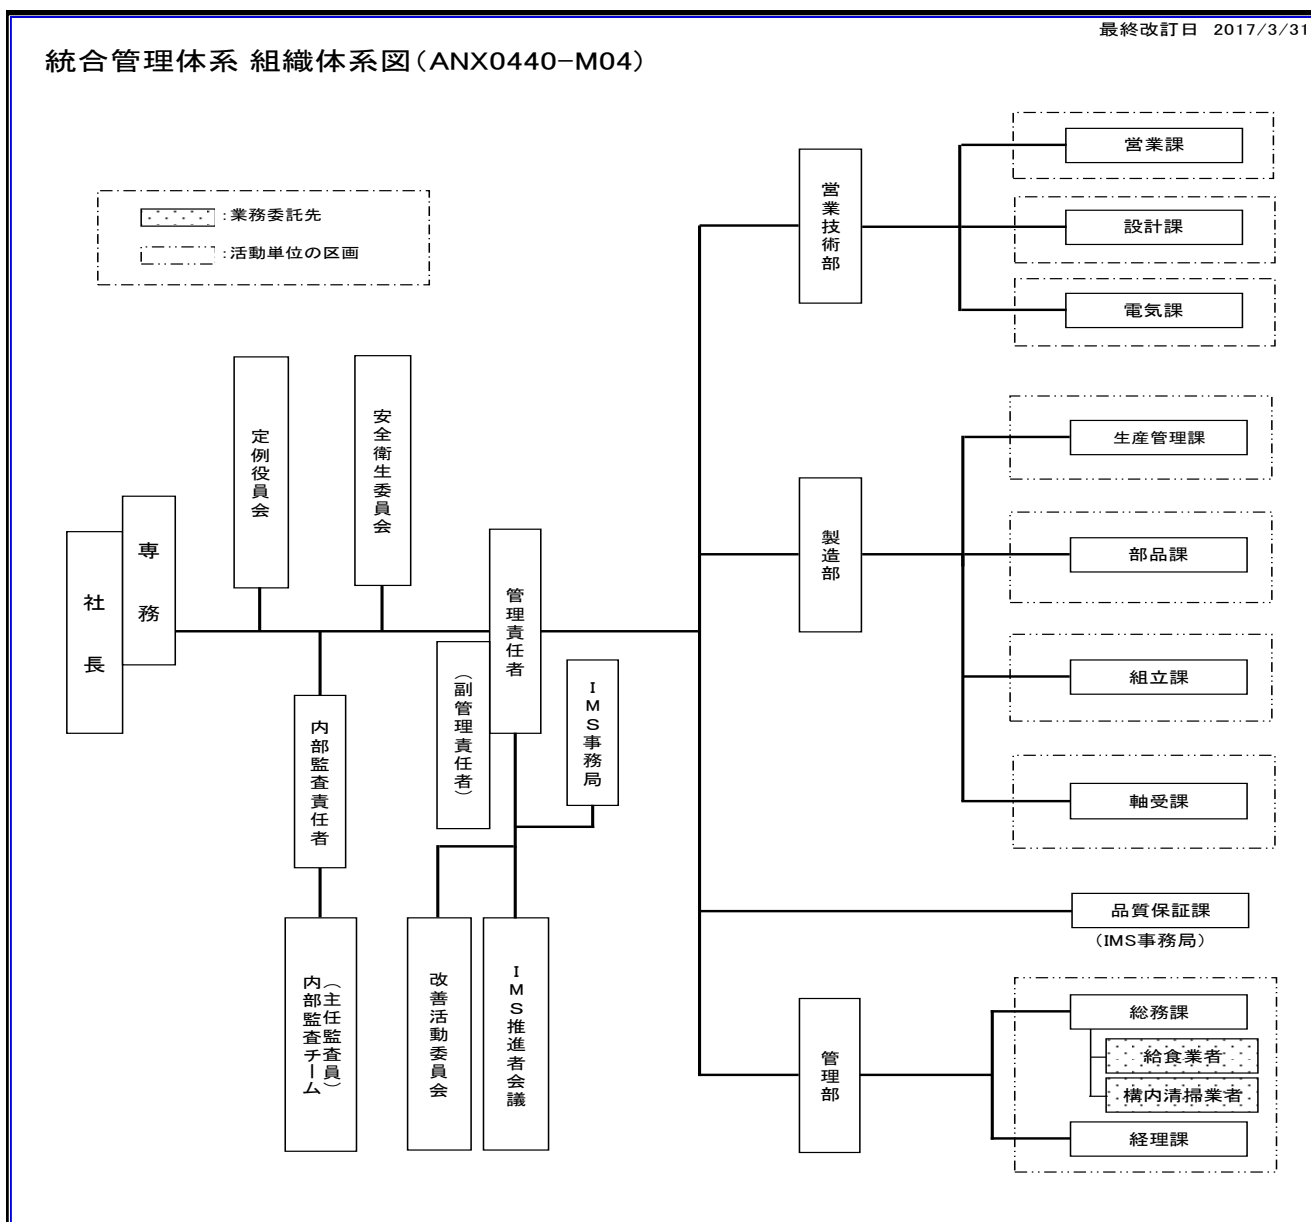 最終改訂日 2017/3/31
統合管理体系 組織体系図(ANX0440-M04)
:業務委託先
:活動単位の区画
社長
専務
定例役員会
安全衛生委員会
管理責任者
(副管理責任者)
IMS事務局
内部監査責任者
(主任監査員)
内部監査チーム
改善活動委員会
IMS推進者会議
営業技術部
営業課
設計課
電気課
製造部
生産管理課
部品課
組立課
軸受課
品質保証課
(IMS事務局)
管理部
総務課
給食業者
構内清掃業者
経理課